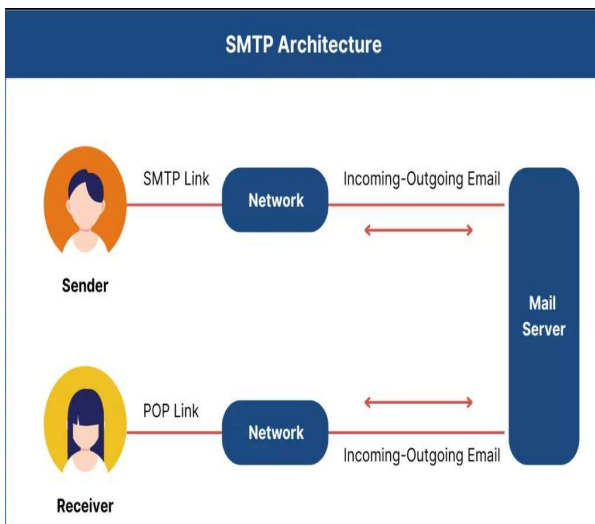 SMTP Architecture
SMTP Link
Network
Incoming-Outgoing Email
Sender
Mail
Server
POP Link
Network
Incoming-Outgoing Email
Receiver